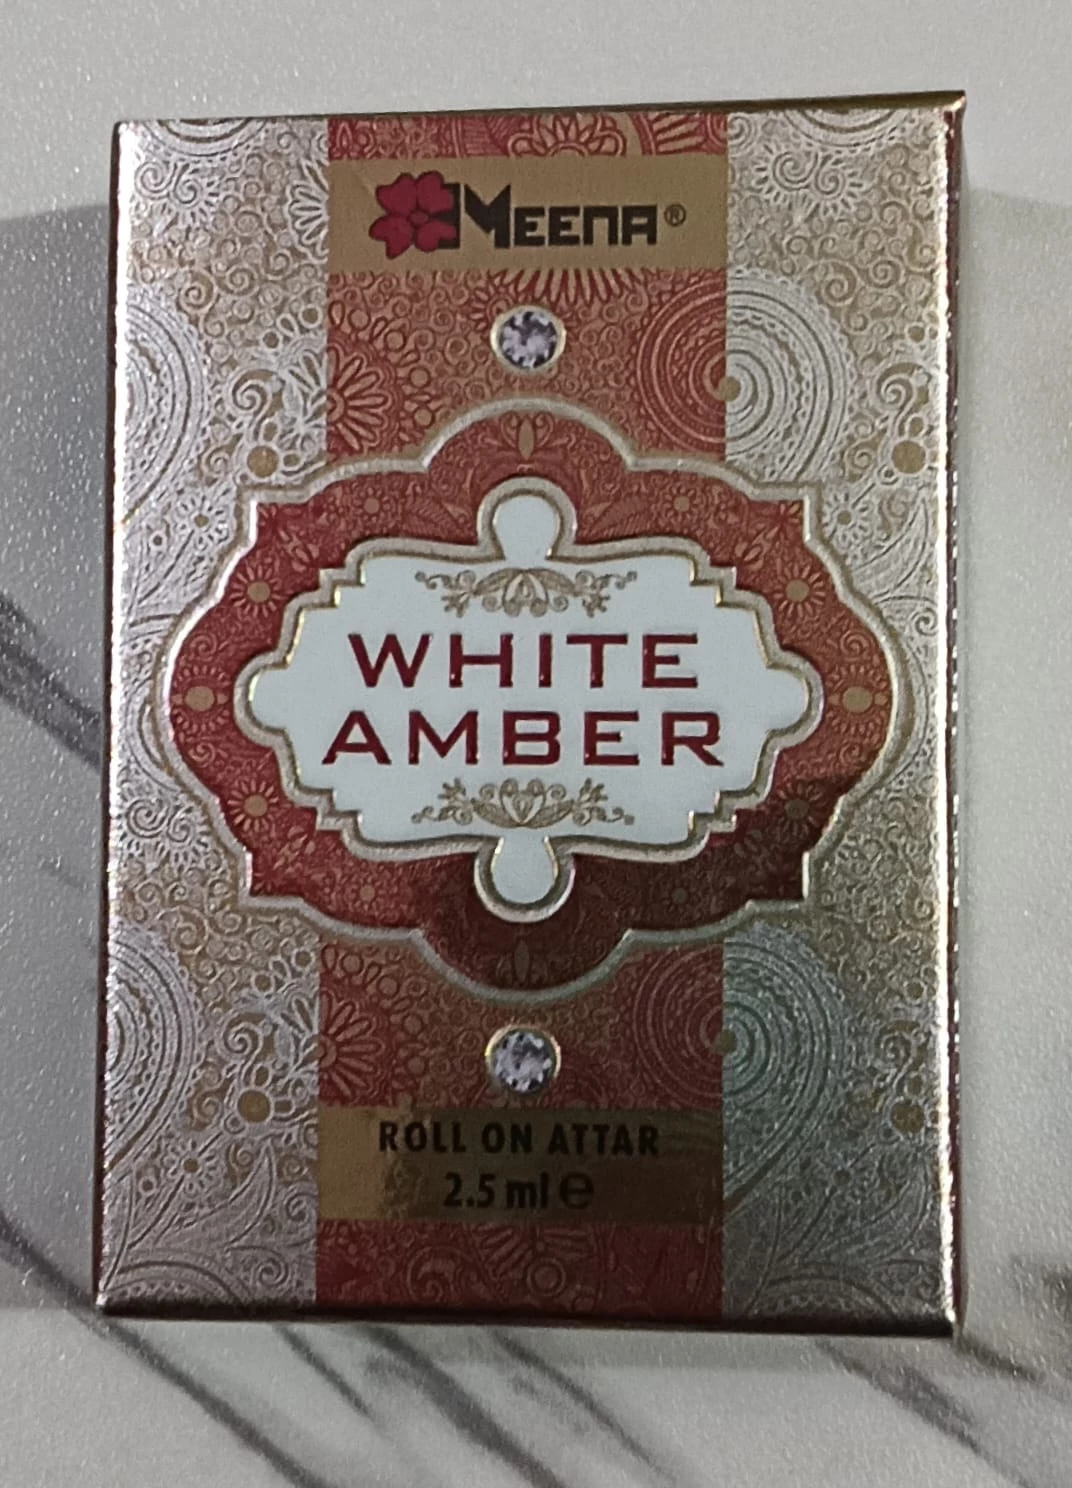 MEENA®
WHITE
AMBER
ROLL ON ATTAR
2.5 ml ℮